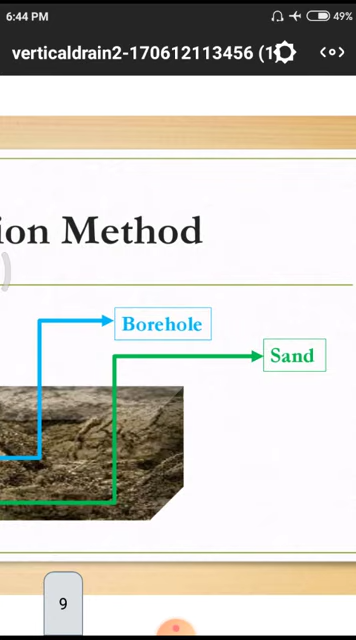 6:44 PM
49%
verticaldrain2-170612113456 (1
ion Method
Borehole
Sand
9